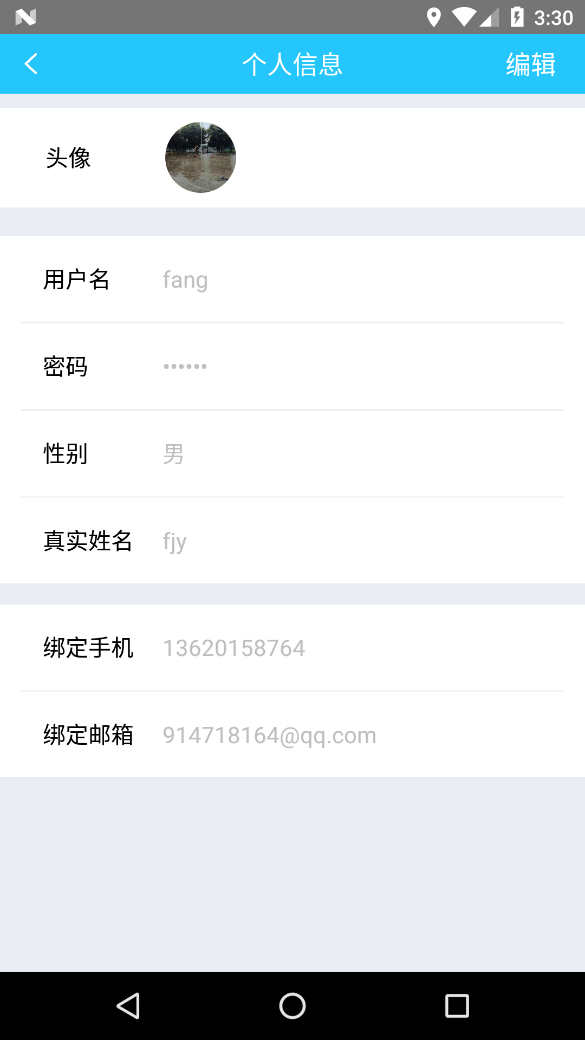 3:30
个人信息
编辑
头像
用户名 fang
密码 ••••••
性别 男
真实姓名 fjy
绑定手机 13620158764
绑定邮箱 914718164@qq.com